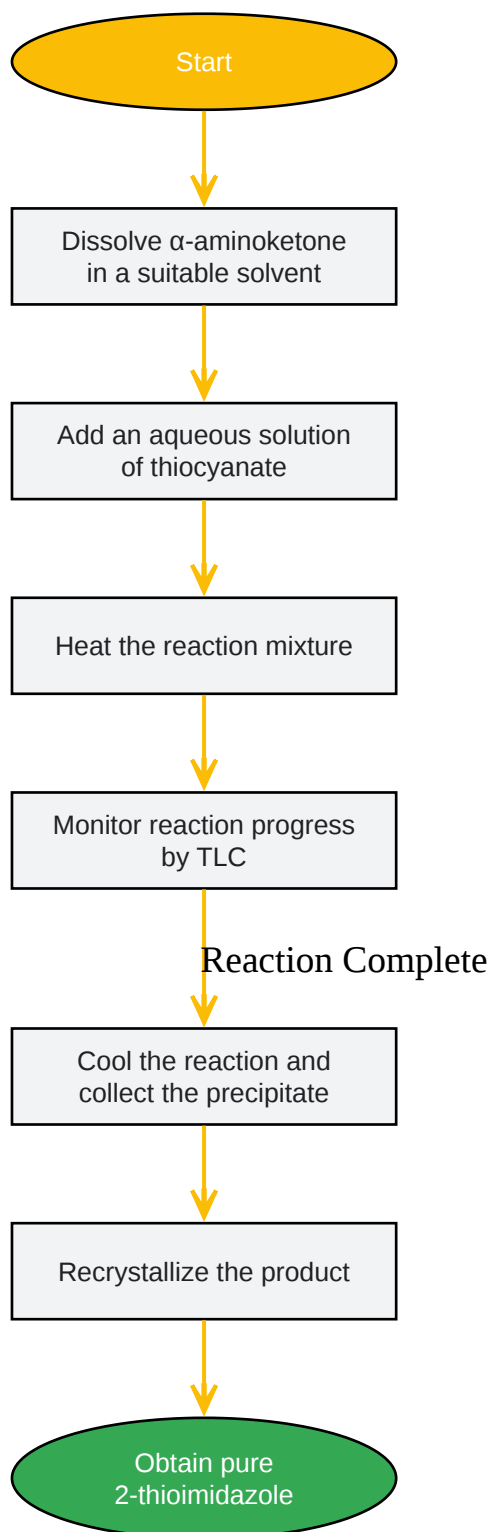 Start
Dissolve α-aminoketone
in a suitable solvent
Add an aqueous solution
of thiocyanate
Heat the reaction mixture
Monitor reaction progress
by TLC
Reaction Complete
Cool the reaction and
collect the precipitate
Recrystallize the product
Obtain pure
2-thioimidazole